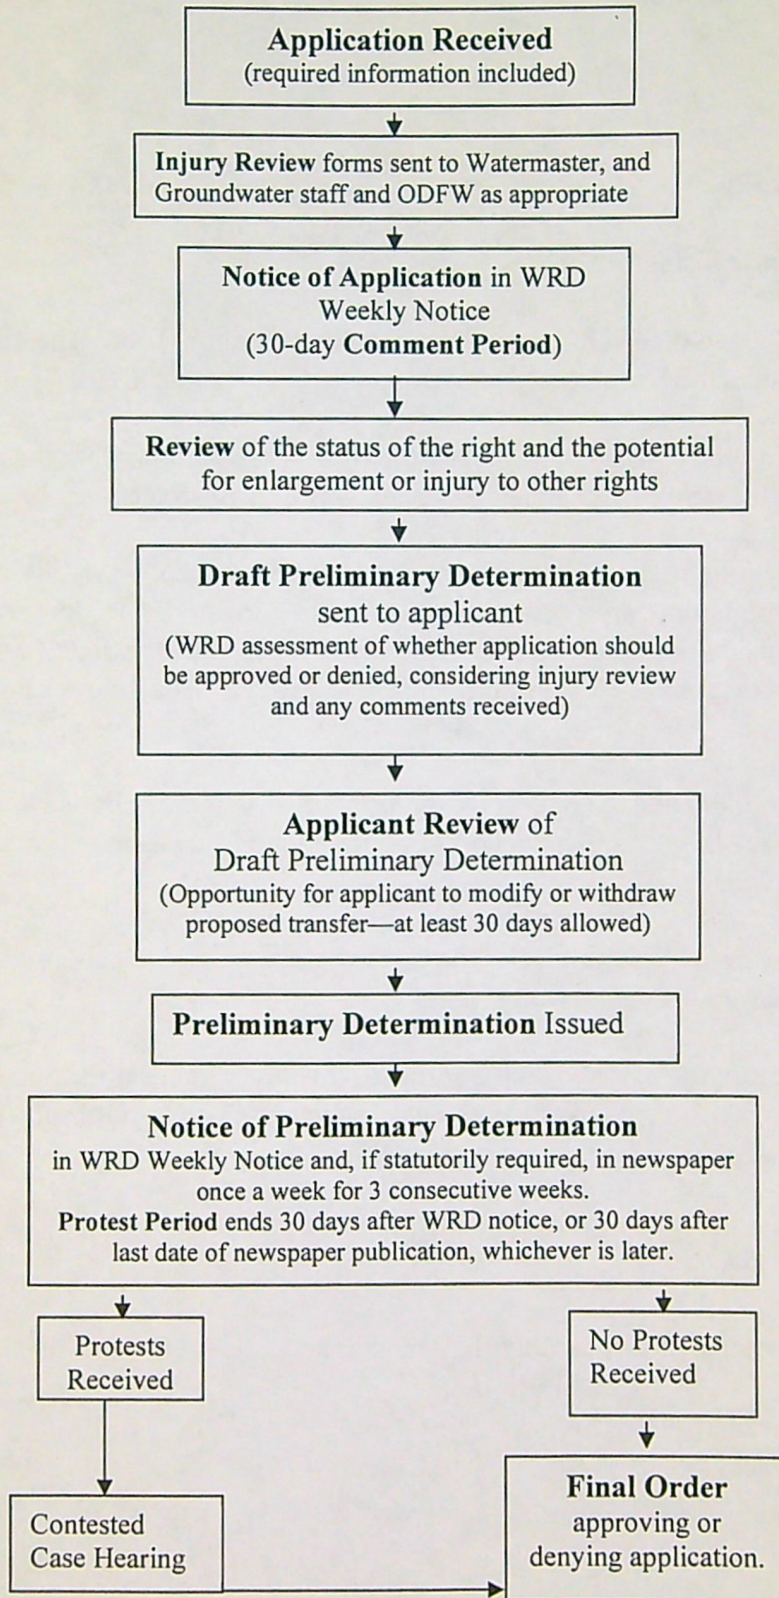 Application Received
(required information included)
Injury Review forms sent to Watermaster, and
Groundwater staff and ODFW as appropriate
Notice of Application in WRD
Weekly Notice
(30-day Comment Period)
Review of the status of the right and the potential
for enlargement or injury to other rights
Draft Preliminary Determination
sent to applicant
(WRD assessment of whether application should
be approved or denied, considering injury review
and any comments received)
Applicant Review of
Draft Preliminary Determination
(Opportunity for applicant to modify or withdraw
proposed transfer—at least 30 days allowed)
Preliminary Determination Issued
Notice of Preliminary Determination
in WRD Weekly Notice and, if statutorily required, in newspaper
once a week for 3 consecutive weeks.
Protest Period ends 30 days after WRD notice, or 30 days after
last date of newspaper publication, whichever is later.
Protests
Received
No Protests
Received
Contested
Case Hearing
Final Order
approving or
denying application.